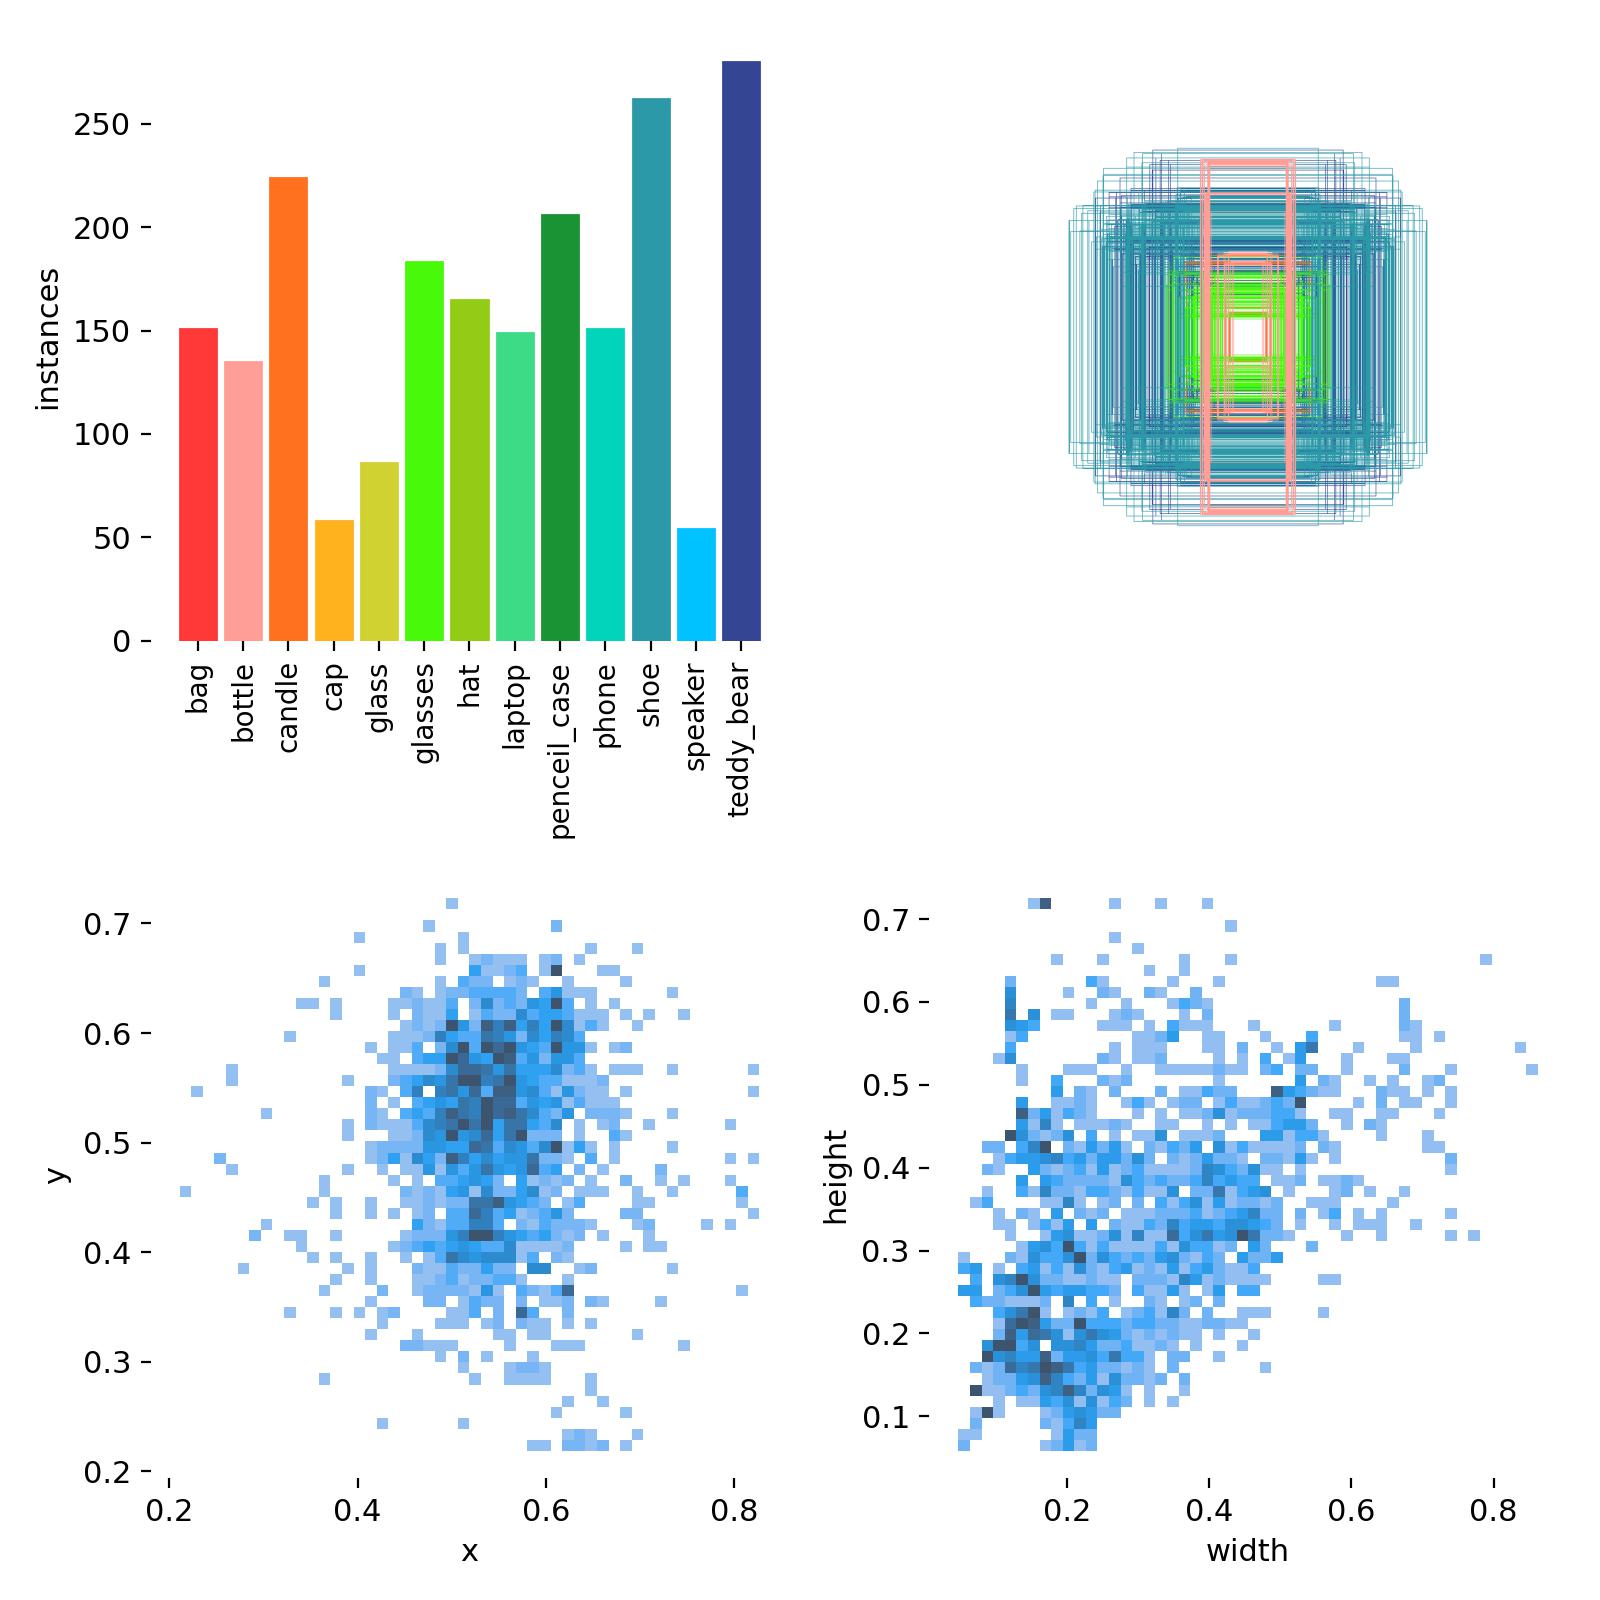 250
200
150
100
50
0
instances
bag
bottle
candle
cap
glass
glasses
hat
laptop
penceil_case
phone
shoe
speaker
teddy_bear
0.7
0.6
0.5
0.4
0.3
0.2
y
0.2 0.4 0.6 0.8
x
0.7
0.6
0.5
0.4
0.3
0.2
0.1
height
0.2 0.4 0.6 0.8
width